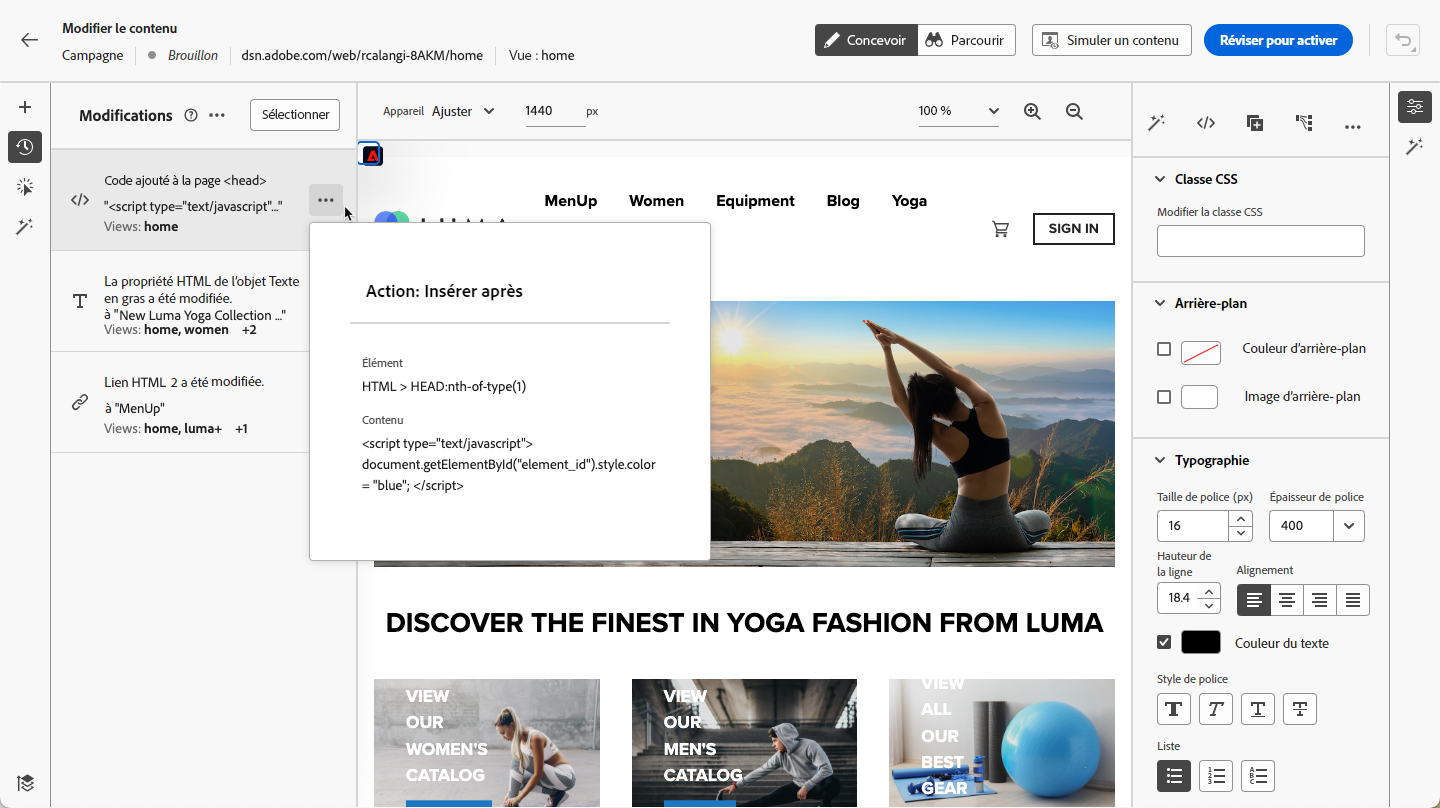 Modifier le contenu
Campagne
Brouillon
dsn.adobe.com/web/rcalangi-8AKM/home
Vue : home
Concevoir
Parcourir
Simuler un contenu
Réviser pour activer
Modifications
Sélectionner
Code ajouté à la page <head>
"<script type="text/javascript"..."
Views: home
La propriété HTML de l'objet Texte
en gras a été modifiée.
à "New Luma Yoga Collection ..."
Views: home, women +2
Lien HTML 2 a été modifiée.
à "MenUp"
Views: home, luma+ +1
Appareil Ajuster
1440 px
100 %
MenUp
Women
Equipment
Blog
Yoga
SIGN IN
Action: Insérer après
Élément
HTML > HEAD:nth-of-type(1)
Contenu
<script type="text/javascript">
document.getElementById("element_id").style.color
= "blue"; </script>
DISCOVER THE FINEST IN YOGA FASHION FROM LUMA
VIEW
OUR
WOMEN'S
CATALOG
VIEW
OUR
MEN'S
CATALOG
VIEW
ALL
OUR
BEST
GEAR
Classe CSS
Modifier la classe CSS
Arrière-plan
Couleur d'arrière-plan
Image d'arrière-plan
Typographie
Taille de police (px)
Épaisseur de police
16
400
Hauteur de
la ligne
Alignement
18.4
Couleur du texte
Style de police
Liste